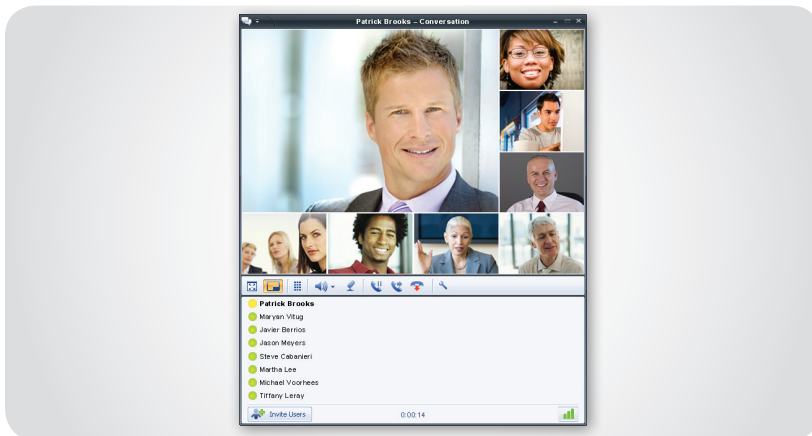 Patrick Brooks – Conversation
Patrick Brooks
Maryan Vitug
Javier Berrios
Jason Meyers
Steve Cabanieri
Martha Lee
Michael Voorhees
Tiffany Leray
Invite Users
0:00:14